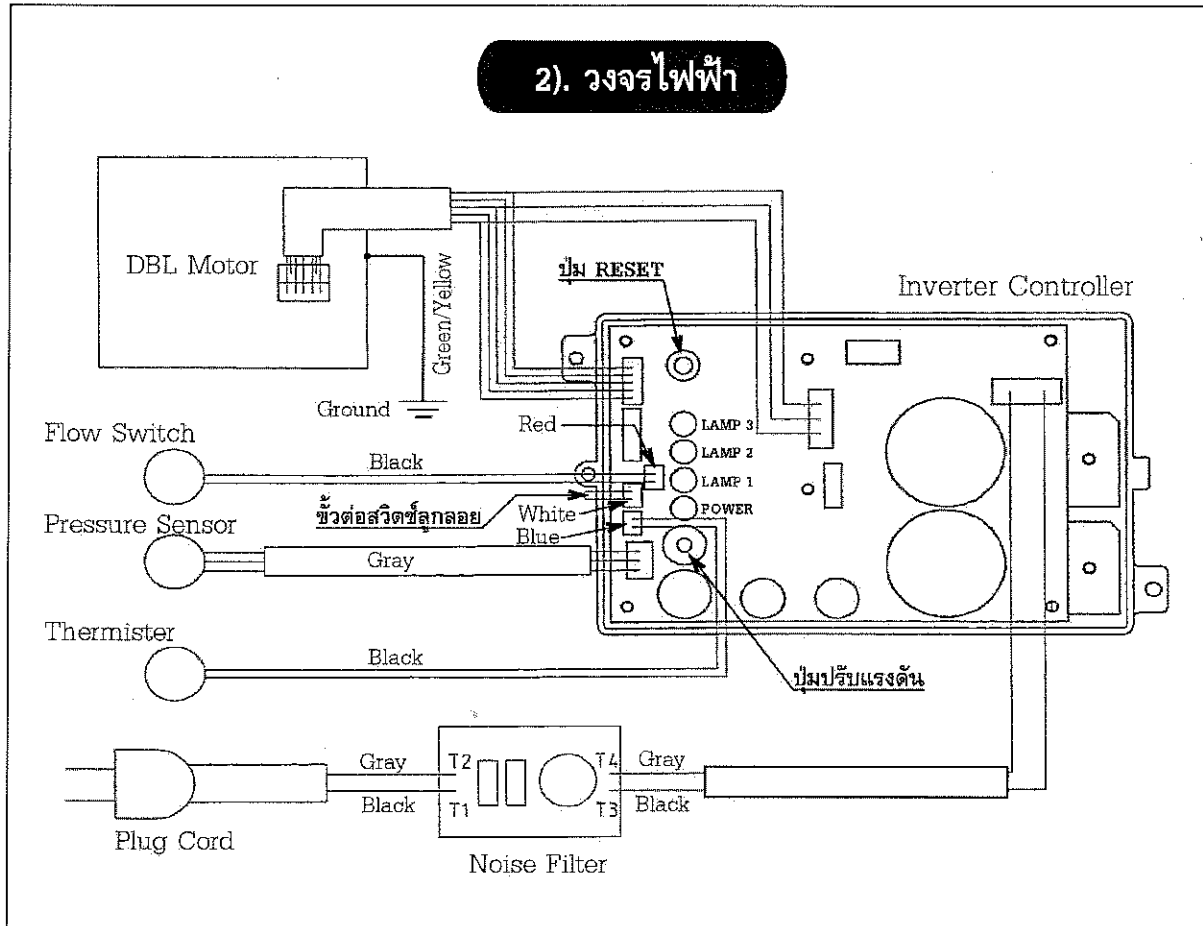 2). วงจรไฟฟ้า
DBL Motor
Green/Yellow
Ground
ปุ่ม RESET
Inverter Controller
Flow Switch
Black
Red
LAMP 3
LAMP 2
LAMP 1
POWER
ขั้วต่อสวิตช์ลูกลอย
White
Blue
Pressure Sensor
Gray
Thermister
Black
ปุ่มปรับแรงดัน
Plug Cord
Gray
Black
T2
T1
T4
T3
Gray
Black
Noise Filter